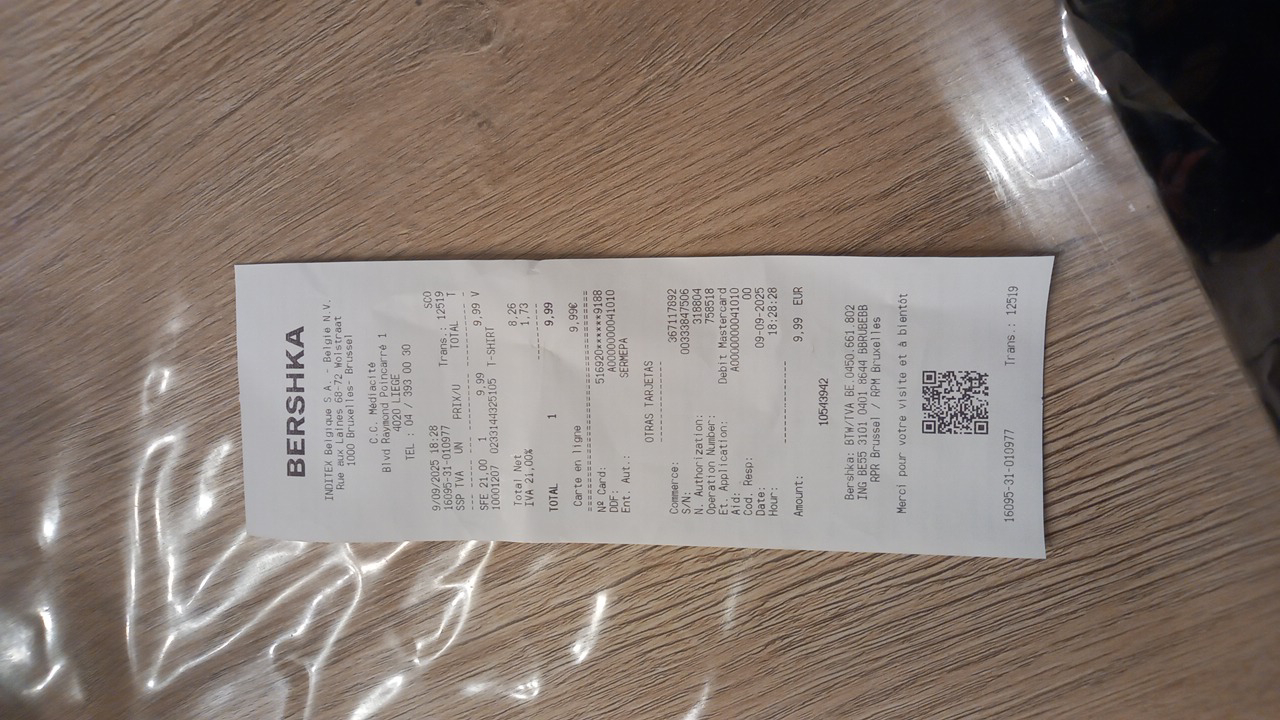 BERSHKA
INDITEX Belgique S.A. - Belgie N.V.
Rue aux Laines 68-72 Wolstraat
1000 Bruxelles- Brussel
C.C. Médiacité
Blvd Raymond Poincarré 1
4020 LIEGE
TEL : 04 / 393 00 30
SCO
9/09/2025 18:28
16095-31-010977 Trans.: 12519
SSP TVA UN PRIX/U TOTAL T
SFE 21,00 1 9,99 9,99 V
10001207 0233144325105 T-SHIRT
Total Net 8,26
IVA 21,00% 1,73
TOTAL 1 9,99
Carte en ligne 9,99€
Nº Card: 516920******9188
DDF: A0000000041010
Ent. Aut.: SERMEPA
OTRAS TARJETAS
Commerce: 367117892
S/N: 00333847506
N. Authorization: 318804
Operation Number: 758518
Et. Application: Debit Mastercard
Aid: A0000000041010
Cod. Resp: 00
Date: 09-09-2025
Hour: 18:28:28
Amount: 9,99 EUR
10543942
Bershka: BTW/TVA BE 0450.661.802
ING BE55 3101 0401 8644 BBRUBEBB
RPR Brussel / RPM Bruxelles
Merci pour votre visite et à bientôt
16095-31-010977 Trans.: 12519